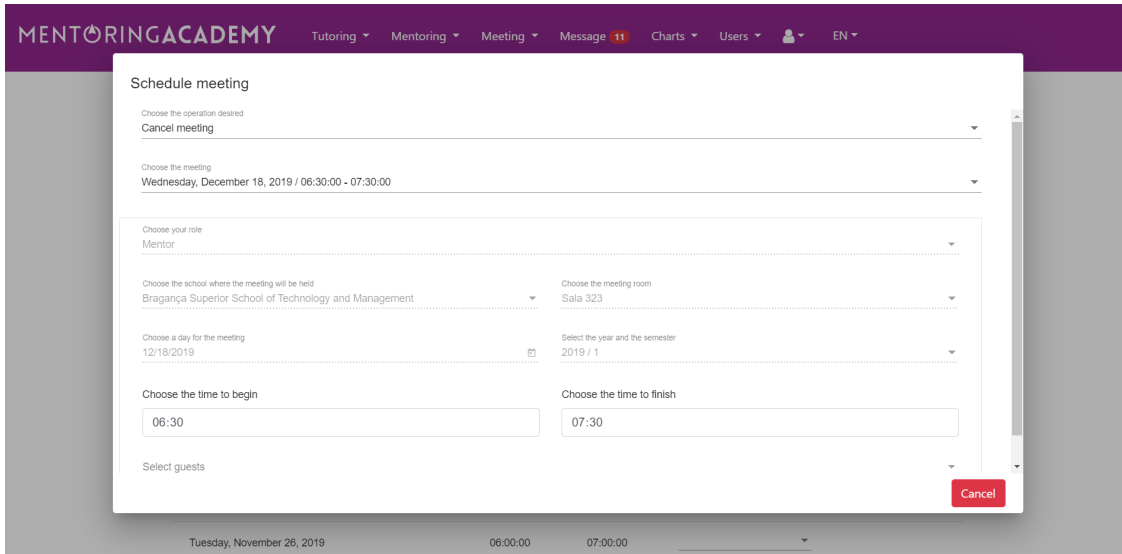 MENTORINGACADEMY Tutoring Mentoring Meeting Message 11 Charts Users EN
Schedule meeting
Choose the operation desired
Cancel meeting
Choose the meeting
Wednesday, December 18, 2019 / 06:30:00 - 07:30:00
Choose your role
Mentor
Choose the school where the meeting will be held Choose the meeting room
Bragança Superior School of Technology and Management Sala 323
Choose a day for the meeting Select the year and the semester
12/18/2019 2019 / 1
Choose the time to begin Choose the time to finish
06:30 07:30
Select guests
Cancel
Tuesday, November 26, 2019 06:00:00 07:00:00